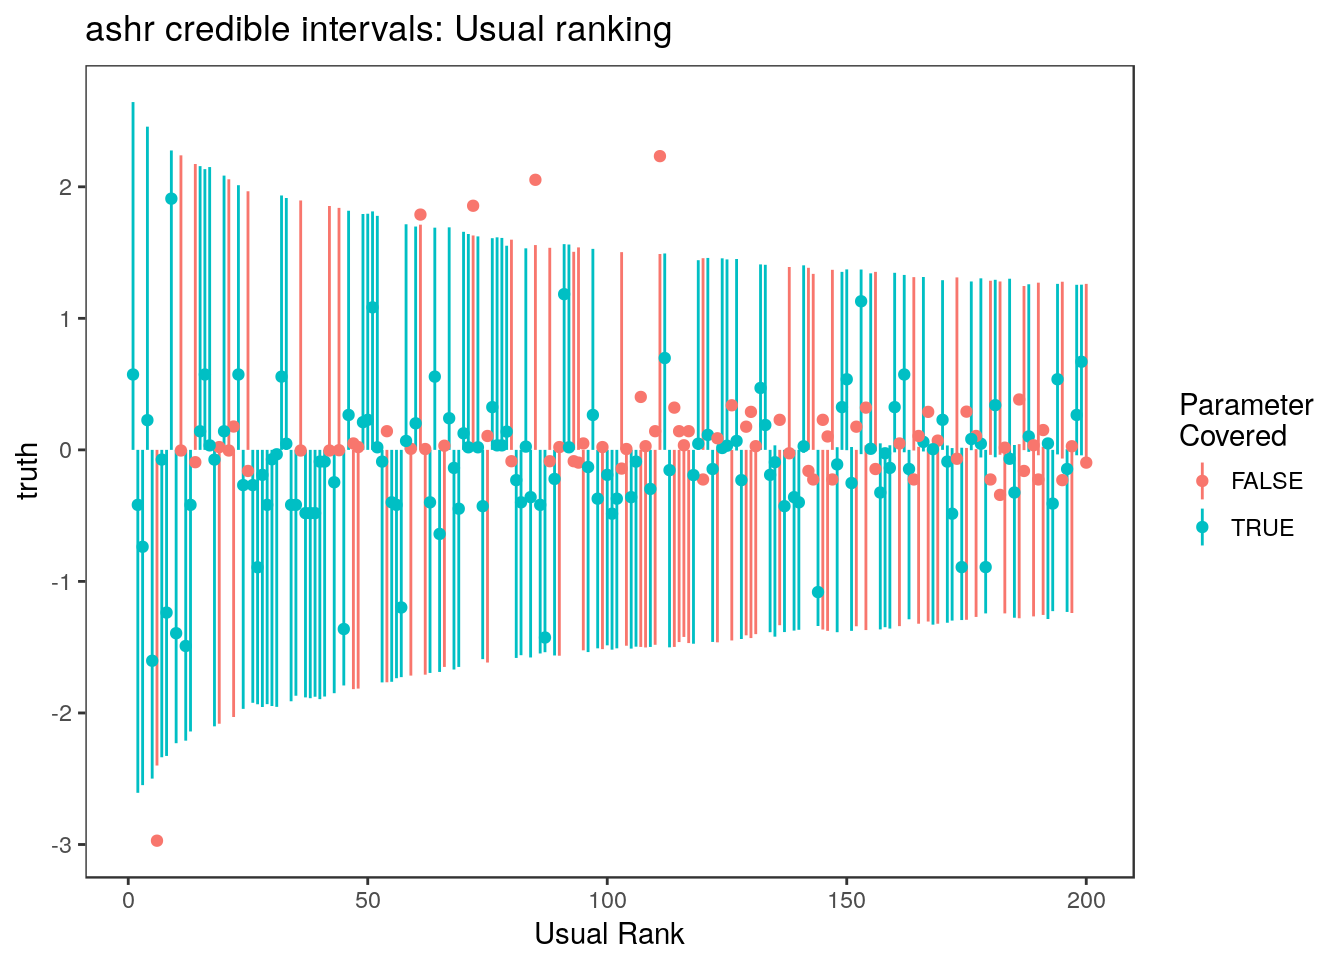 ashr credible intervals: Usual ranking
truth
2
1
0
-1
-2
-3
0
50
100
150
200
Usual Rank
Parameter
Covered
FALSE
TRUE